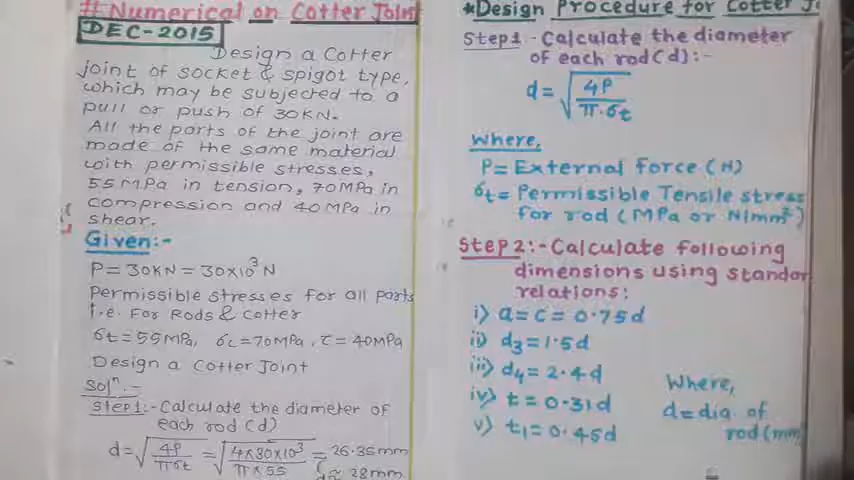 # Numerical on Cotter Joint
DEC-2015
Design a Cotter
joint of socket & spigot type,
which may be subjected to a
pull or push of 30KN.
All the parts of the joint are
made of the same material
with permissible stresses,
55MPa in tension, 70MPa in
compression and 40MPa in
shear.
Given:-
P=30KN=30×10³N
Permissible stresses for all parts
i.e. For Rods & Cotter
σt=55MPa, σc=70MPa, τ=40MPa
Design a Cotter Joint
Solⁿ:-
Step1:-Calculate the diameter of
each rod (d)
d=√(4P/πσt)=√(4×30×10³/π×55)=26.35mm
≈28mm
*Design Procedure for Cotter Jo
Step1-Calculate the diameter
of each rod(d):-
d=√(4P/π.σt)
Where,
P=External force(N)
σt=Permissible Tensile stress
for rod (MPa or N/mm²)
Step2:-Calculate following
dimensions using standar
relations:
i) a=c=0.75d
ii) d3=1.5d
iii) d4=2.4d
iv) t=0.31d
v) t1=0.45d
Where,
d=dia. of
rod(mm)